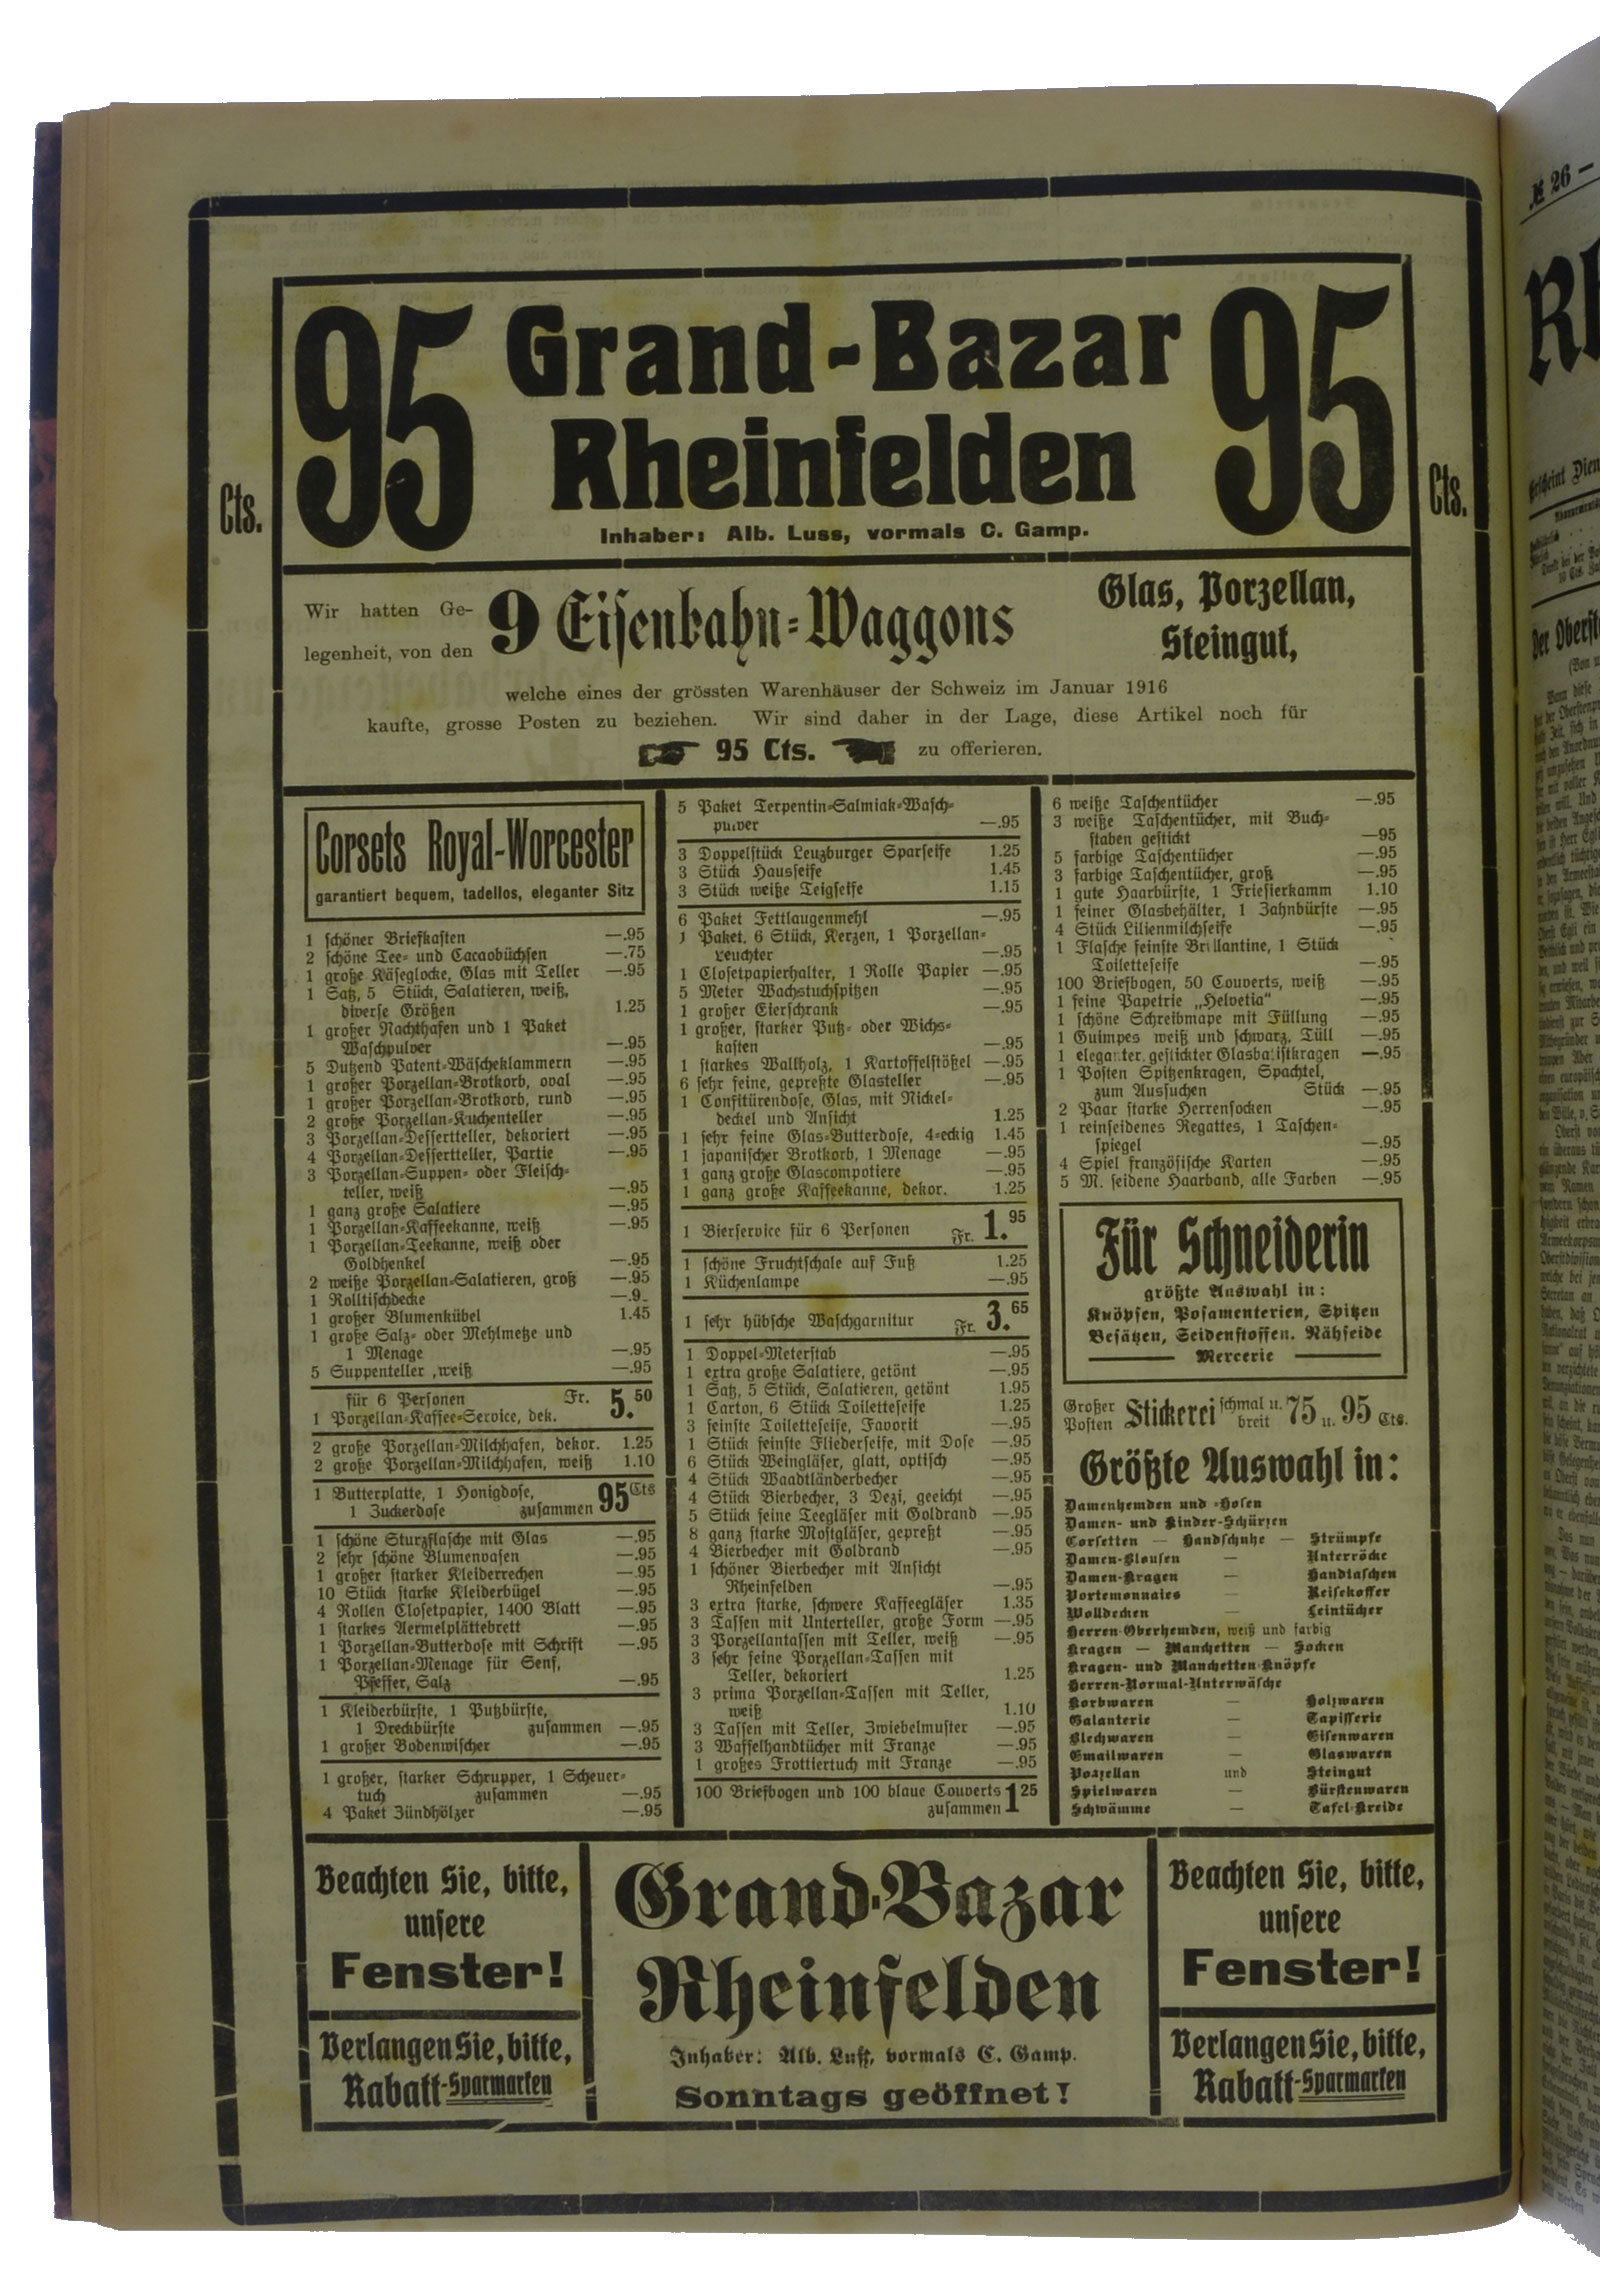 95
Grand-Bazar
Rheinfelden
95
Cts.
Cts.
Inhaber: Alb. Luss, vormals C. Gamp.
Wir hatten Ge-
legenheit, von den
9 Eisenbahn-Waggons
Glas, Porzellan,
Steingut,
welche eines der grössten Warenhäuser der Schweiz im Januar 1916
kaufte, grosse Posten zu beziehen. Wir sind daher in der Lage, diese Artikel noch für
95 Cts. zu offerieren.
Corsets Royal-Worcester
garantiert bequem, tadellos, eleganter Sitz
1 schöner Briefkasten —.95
2 schöne Tee- und Cacaobüchsen —.75
1 große Käseglocke, Glas mit Teller —.95
1 Satz, 5 Stück, Salatieren, weiß,
diverse Größen 1.25
1 großer Nachthafen und 1 Paket
Waschpulver —.95
5 Dutzend Patent-Wäscheklammern —.95
1 großer Porzellan-Brotkorb, oval —.95
1 großer Porzellan-Brotkorb, rund —.95
2 große Porzellan-Kuchenteller —.95
3 Porzellan-Dessertteller, dekoriert —.95
4 Porzellan-Dessertteller, Partie —.95
3 Porzellan-Suppen- oder Fleisch-
teller, weiß —.95
1 ganz große Salatiere —.95
1 Porzellan-Kaffeekanne, weiß —.95
1 Porzellan-Teekanne, weiß oder
Goldhenkel —.95
2 weiße Porzellan-Salatieren, groß —.95
1 Rolltischdecke —.9
1 großer Blumenkübel 1.45
1 große Salz- oder Mehlmetze und
1 Menage —.95
5 Suppenteller, weiß —.95
für 6 Personen Fr. 5.50
1 Porzellan-Kaffee-Service, dek.
2 große Porzellan-Milchhafen, dekor. 1.25
2 große Porzellan-Milchhafen, weiß 1.10
1 Butterplatte, 1 Honigdose,
1 Zuckerdose zusammen 95 Cts
1 schöne Sturzflasche mit Glas —.95
2 sehr schöne Blumenvasen —.95
1 großer starker Kleiderrechen —.95
10 Stück starke Kleiderbügel —.95
4 Rollen Closetpapier, 1400 Blatt —.95
1 starkes Aermelplättebrett —.95
1 Porzellan-Butterdose mit Schrift —.95
1 Porzellan-Menage für Senf,
Pfeffer, Salz —.95
1 Kleiderbürste, 1 Putzbürste,
1 Dreckbürste zusammen —.95
1 großer Bodenwischer —.95
1 großer, starker Schrupper, 1 Scheuer-
tuch zusammen —.95
4 Paket Zündhölzer —.95
5 Paket Terpentin-Salmiak-Wasch-
pulver —.95
3 Doppelstück Lenzburger Sparseife 1.25
3 Stück Hausseife 1.45
3 Stück weiße Teigseife 1.15
6 Paket Fettlaugenmehl —.95
1 Paket, 6 Stück, Kerzen, 1 Porzellan-
Leuchter —.95
1 Closetpapierhalter, 1 Rolle Papier —.95
5 Meter Wachstuchspitzen —.95
1 großer Eierschrank —.95
1 großer, starker Putz- oder Wichs-
kasten —.95
1 starkes Wallholz, 1 Kartoffelstößel —.95
6 sehr feine, gepreßte Glasteller —.95
1 Confitürendose, Glas, mit Nickel-
deckel und Ansicht 1.25
1 sehr feine Glas-Butterdose, 4-eckig 1.45
1 japanischer Brotkorb, 1 Menage —.95
1 ganz große Glascompotiere —.95
1 ganz große Kaffeekanne, dekor. 1.25
1 Bierservice für 6 Personen Fr. 1.95
1 schöne Fruchtschale auf Fuß 1.25
1 Küchenlampe —.95
1 sehr hübsche Waschgarnitur Fr. 3.65
1 Doppel-Meterstab —.95
1 extra große Salatiere, getönt —.95
1 Satz, 5 Stück, Salatieren, getönt 1.95
1 Carton, 6 Stück Toiletteseife 1.25
3 feinste Toiletteseife, Favorit —.95
1 Stück feinste Fliederseife, mit Dose —.95
6 Stück Weingläser, glatt, optisch —.95
4 Stück Waadtländerbecher —.95
4 Stück Bierbecher, 3 Dezi, geeicht —.95
5 Stück feine Teegläser mit Goldrand —.95
8 ganz starke Mostgläser, gepreßt —.95
4 Bierbecher mit Goldrand —.95
1 schöner Bierbecher mit Ansicht
Rheinfelden —.95
3 extra starke, schwere Kaffeegläser 1.35
3 Tassen mit Unterteller, große Form —.95
3 Porzellantassen mit Teller, weiß —.95
3 sehr feine Porzellan-Tassen mit
Teller, dekoriert 1.25
3 prima Porzellan-Tassen mit Teller,
weiß 1.10
3 Tassen mit Teller, Zwiebelmuster —.95
3 Waffelhandtücher mit Franze —.95
1 großes Frottiertuch mit Franze —.95
100 Briefbogen und 100 blaue Couverts 1.25
zusammen
6 weiße Taschentücher —.95
3 weiße Taschentücher, mit Buch-
staben gestickt —95
5 farbige Taschentücher —.95
3 farbige Taschentücher, groß —.95
1 gute Haarbürste, 1 Frisierkamm 1.10
1 feiner Glasbehälter, 1 Zahnbürste —.95
4 Stück Lilienmilchseife —.95
1 Flasche feinste Brillantine, 1 Stück
Toiletteseife —.95
100 Briefbogen, 50 Couverts, weiß —.95
1 feine Papetrie „Helvetia“ —.95
1 schöne Schreibmape mit Füllung —.95
1 Guimpes weiß und schwarz, Tüll —.95
1 eleganter, gestickter Glasbatistkragen —.95
1 Posten Spitzenkragen, Spachtel,
zum Aussuchen Stück —.95
2 Paar starke Herrensocken —.95
1 reinseidenes Regattes, 1 Taschen-
spiegel —.95
4 Spiel französische Karten —.95
5 M. seidene Haarband, alle Farben —.95
Für Schneiderin
größte Auswahl in:
Knöpfen, Posamenterien, Spitzen
Besätzen, Seidenstoffen. Nähseide
Mercerie
Großer Posten Stickerei schmal u. breit 75 u. 95 Cts.
Größte Auswahl in:
Damenhemden und -Hosen
Damen- und Kinder-Schürzen
Corsetten — Handschuhe — Strümpfe
Damen-Blousen — Unterröcke
Damen-Kragen — Handtaschen
Portemonnaies — Reisekoffer
Wolldecken — Leintücher
Herren-Oberhemden, weiß und farbig
Kragen — Manchetten — Socken
Kragen- und Manchetten-Knöpfe
Herren-Normal-Unterwäsche
Korbwaren — Holzwaren
Galanterie — Tapisserie
Blechwaren — Eisenwaren
Emailwaren — Glaswaren
Porzellan und Steingut
Spielwaren — Bürstenwaren
Schwämme — Tafel-Kreide
Beachten Sie, bitte,
unsere
Fenster!
Verlangen Sie, bitte,
Rabatt-Sparmarken
Grand-Bazar
Rheinfelden
Inhaber: Alb. Luß, vormals C. Gamp.
Sonntags geöffnet!
Beachten Sie, bitte,
unsere
Fenster!
Verlangen Sie, bitte,
Rabatt-Sparmarken
№ 26 —
Rh